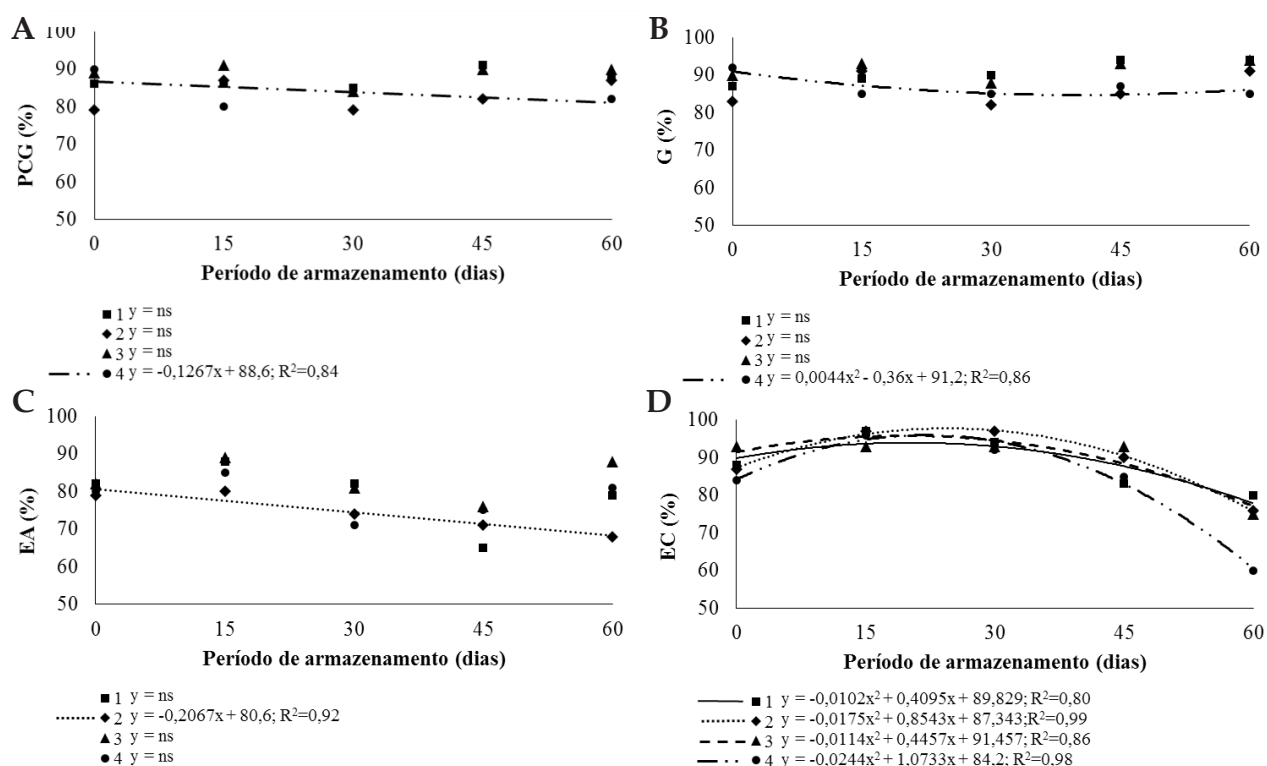 A
PCG (%)
100
90
80
70
60
50
0 15 30 45 60
Período de armazenamento (dias)
1 y = ns
2 y = ns
3 y = ns
4 y = -0,1267x + 88,6; R²=0,84
B
G (%)
100
90
80
70
60
50
0 15 30 45 60
Período de armazenamento (dias)
1 y = ns
2 y = ns
3 y = ns
4 y = 0,0044x² - 0,36x + 91,2; R²=0,86
C
EA (%)
100
90
80
70
60
50
0 15 30 45 60
Período de armazenamento (dias)
1 y = ns
2 y = -0,2067x + 80,6; R²=0,92
3 y = ns
4 y = ns
D
EC (%)
100
90
80
70
60
50
0 15 30 45 60
Período de armazenamento (dias)
1 y = -0,0102x² + 0,4095x + 89,829; R²=0,80
2 y = -0,0175x² + 0,8543x + 87,343;R²=0,99
3 y = -0,0114x² + 0,4457x + 91,457; R²=0,86
4 y = -0,0244x² + 1,0733x + 84,2; R²=0,98